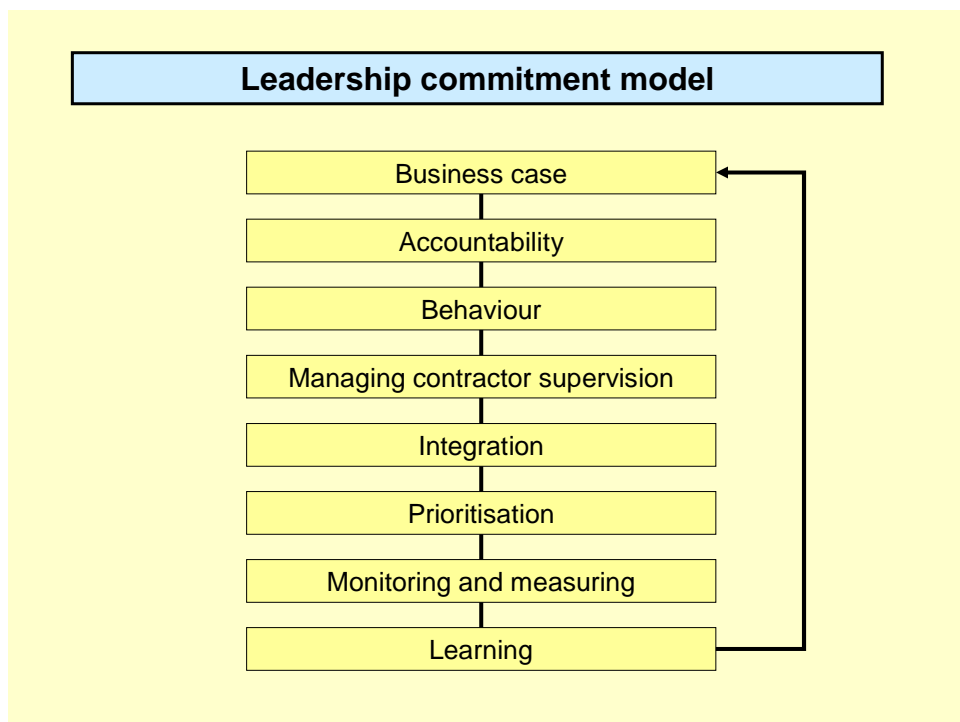 Leadership commitment model
Business case
Accountability
Behaviour
Managing contractor supervision
Integration
Prioritisation
Monitoring and measuring
Learning